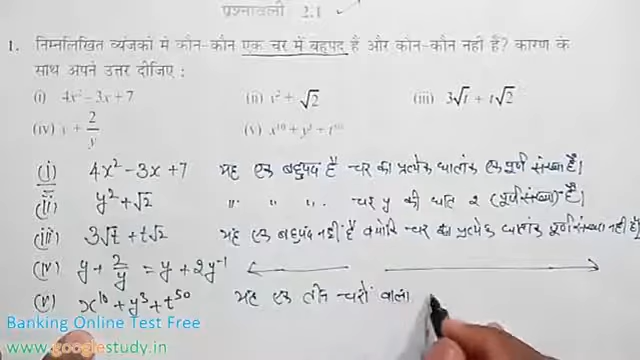 प्रश्नावली 2.1
1. निम्नलिखित व्यंजकों में कौन-कौन एक चर में बहुपद हैं और कौन-कौन नहीं हैं? कारण के
साथ अपने उत्तर दीजिए :
(i) 4x² – 3x + 7 (ii) y² + √2 (iii) 3√t + t√2
(iv) y + 2/y (v) x¹⁰ + y³ + t⁵⁰
(i) 4x² – 3x + 7 यह एक बहुपद है चर का प्रत्येक घातांक एक पूर्ण संख्या है।
(ii) y² + √2 " " " चर y की घात 2 (पूर्ण संख्या) है।
(iii) 3√t + t√2 यह एक बहुपद नहीं है क्योंकि चर का प्रत्येक घातांक पूर्ण संख्या नहीं है
(iv) y + 2/y = y + 2y⁻¹
(v) x¹⁰ + y³ + t⁵⁰ यह एक तीन चरों वाला
Banking Online Test Free
www.googlestudy.in